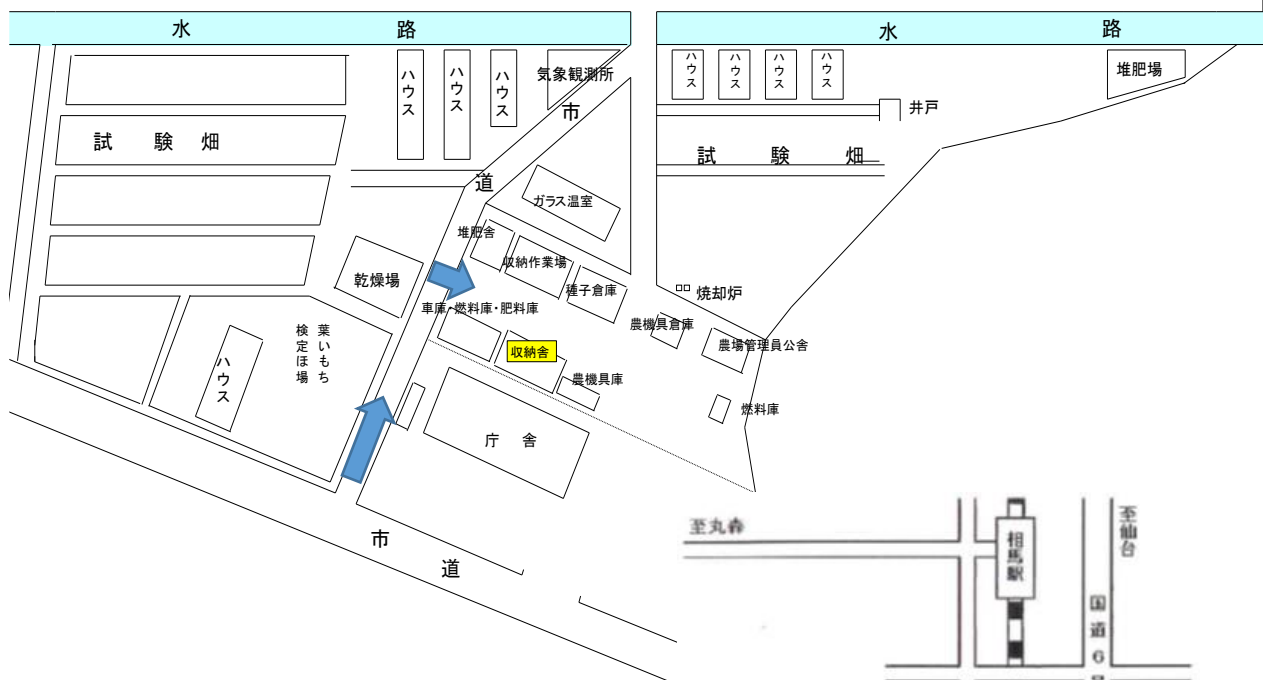 水 路
水 路
ハウス
ハウス
ハウス
気象観測所
ハウス
ハウス
ハウス
ハウス
堆肥場
市
道
井戸
試 験 畑
試 験 畑
ガラス温室
堆肥舎
収納作業場
種子倉庫
乾燥場
焼却炉
車庫・燃料庫・肥料庫
農機具倉庫
農場管理員公舎
収納舎
葉いもち
検定ほ場
ハウス
農機具庫
燃料庫
庁 舎
市
道
至丸森
相馬駅
至仙台
国道6